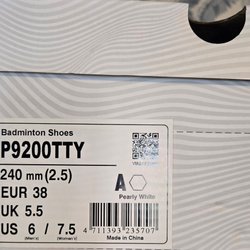 Badminton Shoes
P9200TTY
240 mm (2.5)
EUR 38
UK 5.5
US 6 / 7.5
(Men's) (Women's)
A
Pearly White
4 711393 235707
Made in China